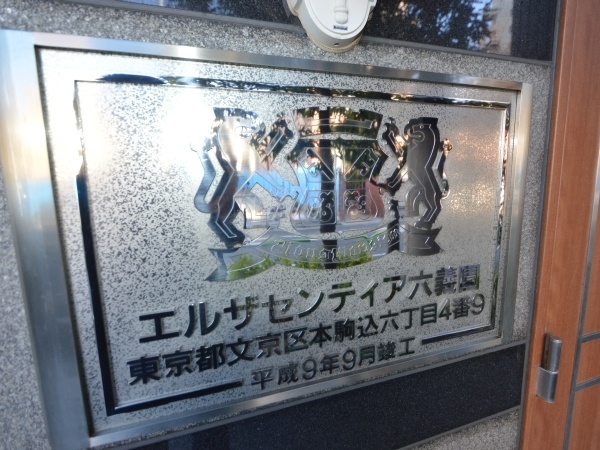 エルザセンティア六義園
東京都文京区本駒込六丁目4番9
平成9年9月竣工